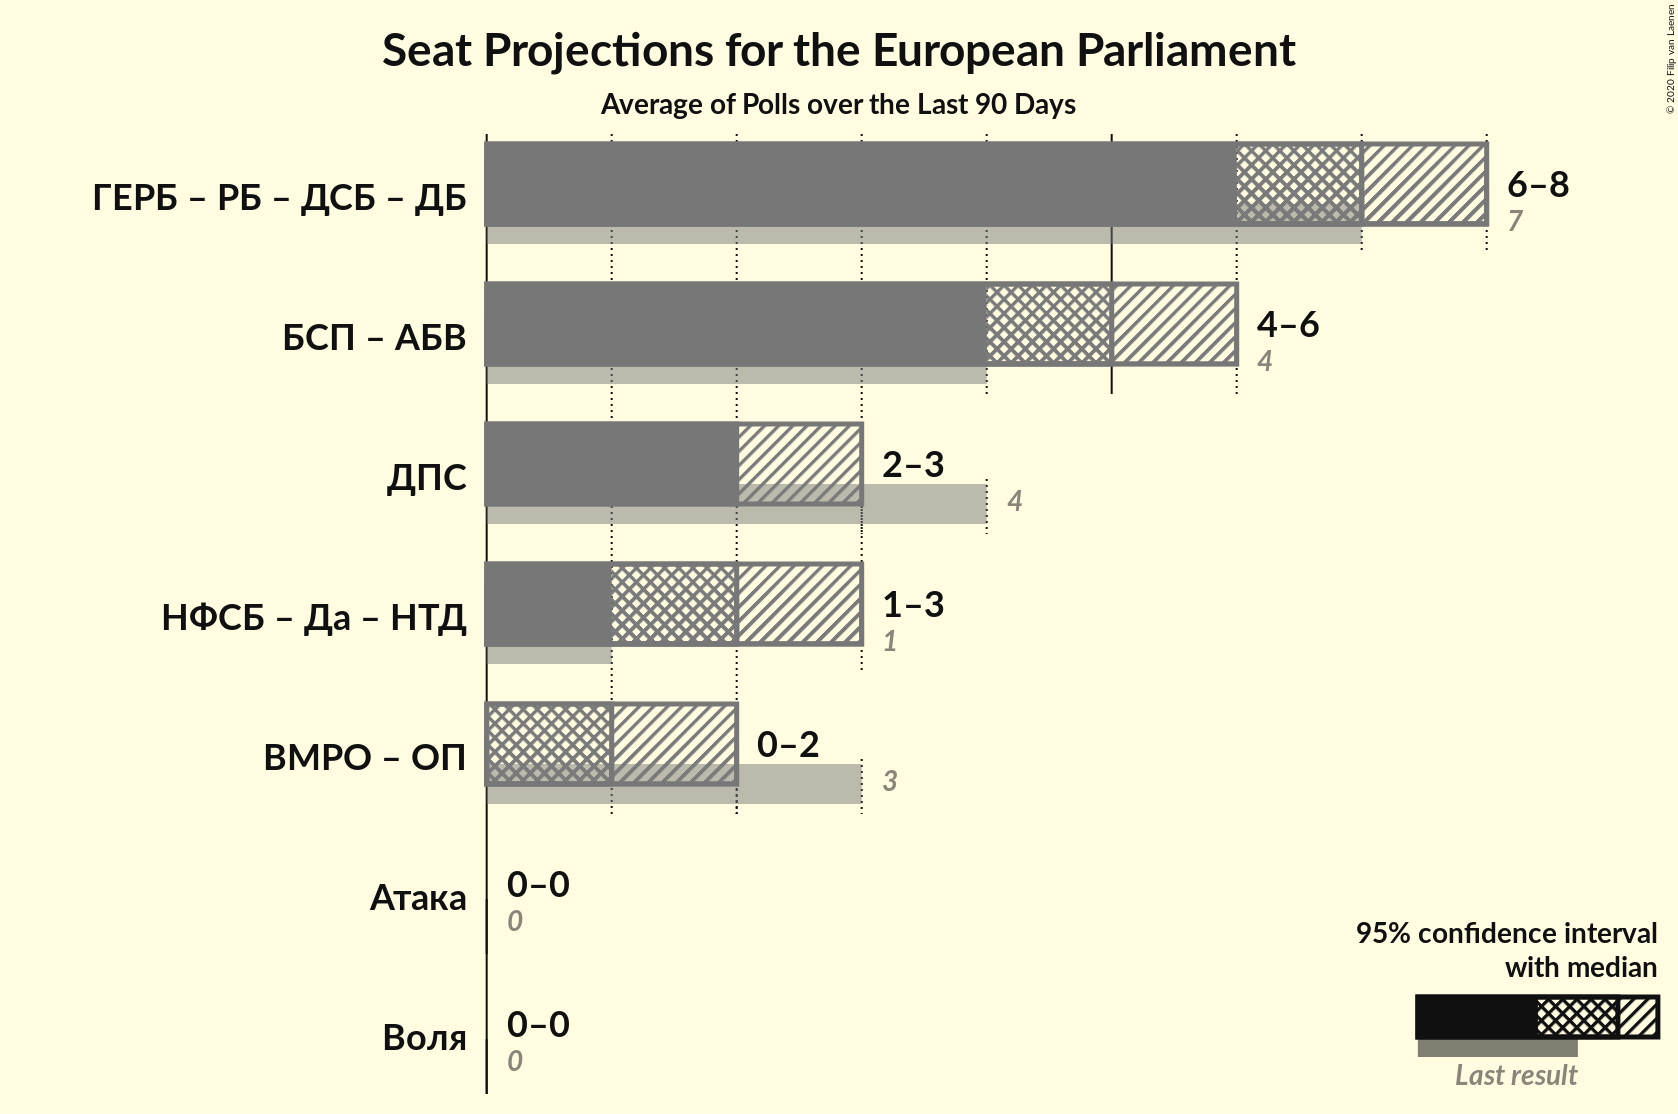 Seat Projections for the European Parliament
Average of Polls over the Last 90 Days
© 2020 Filip van Laenen
ГЕРБ – РБ – ДСБ – ДБ
6–8
7
БСП – АБВ
4–6
4
ДПС
2–3
4
НФСБ – Да – НТД
1–3
1
ВМРО – ОП
0–2
3
Атака
0–0
0
Воля
0–0
0
95% confidence interval
with median
Last result